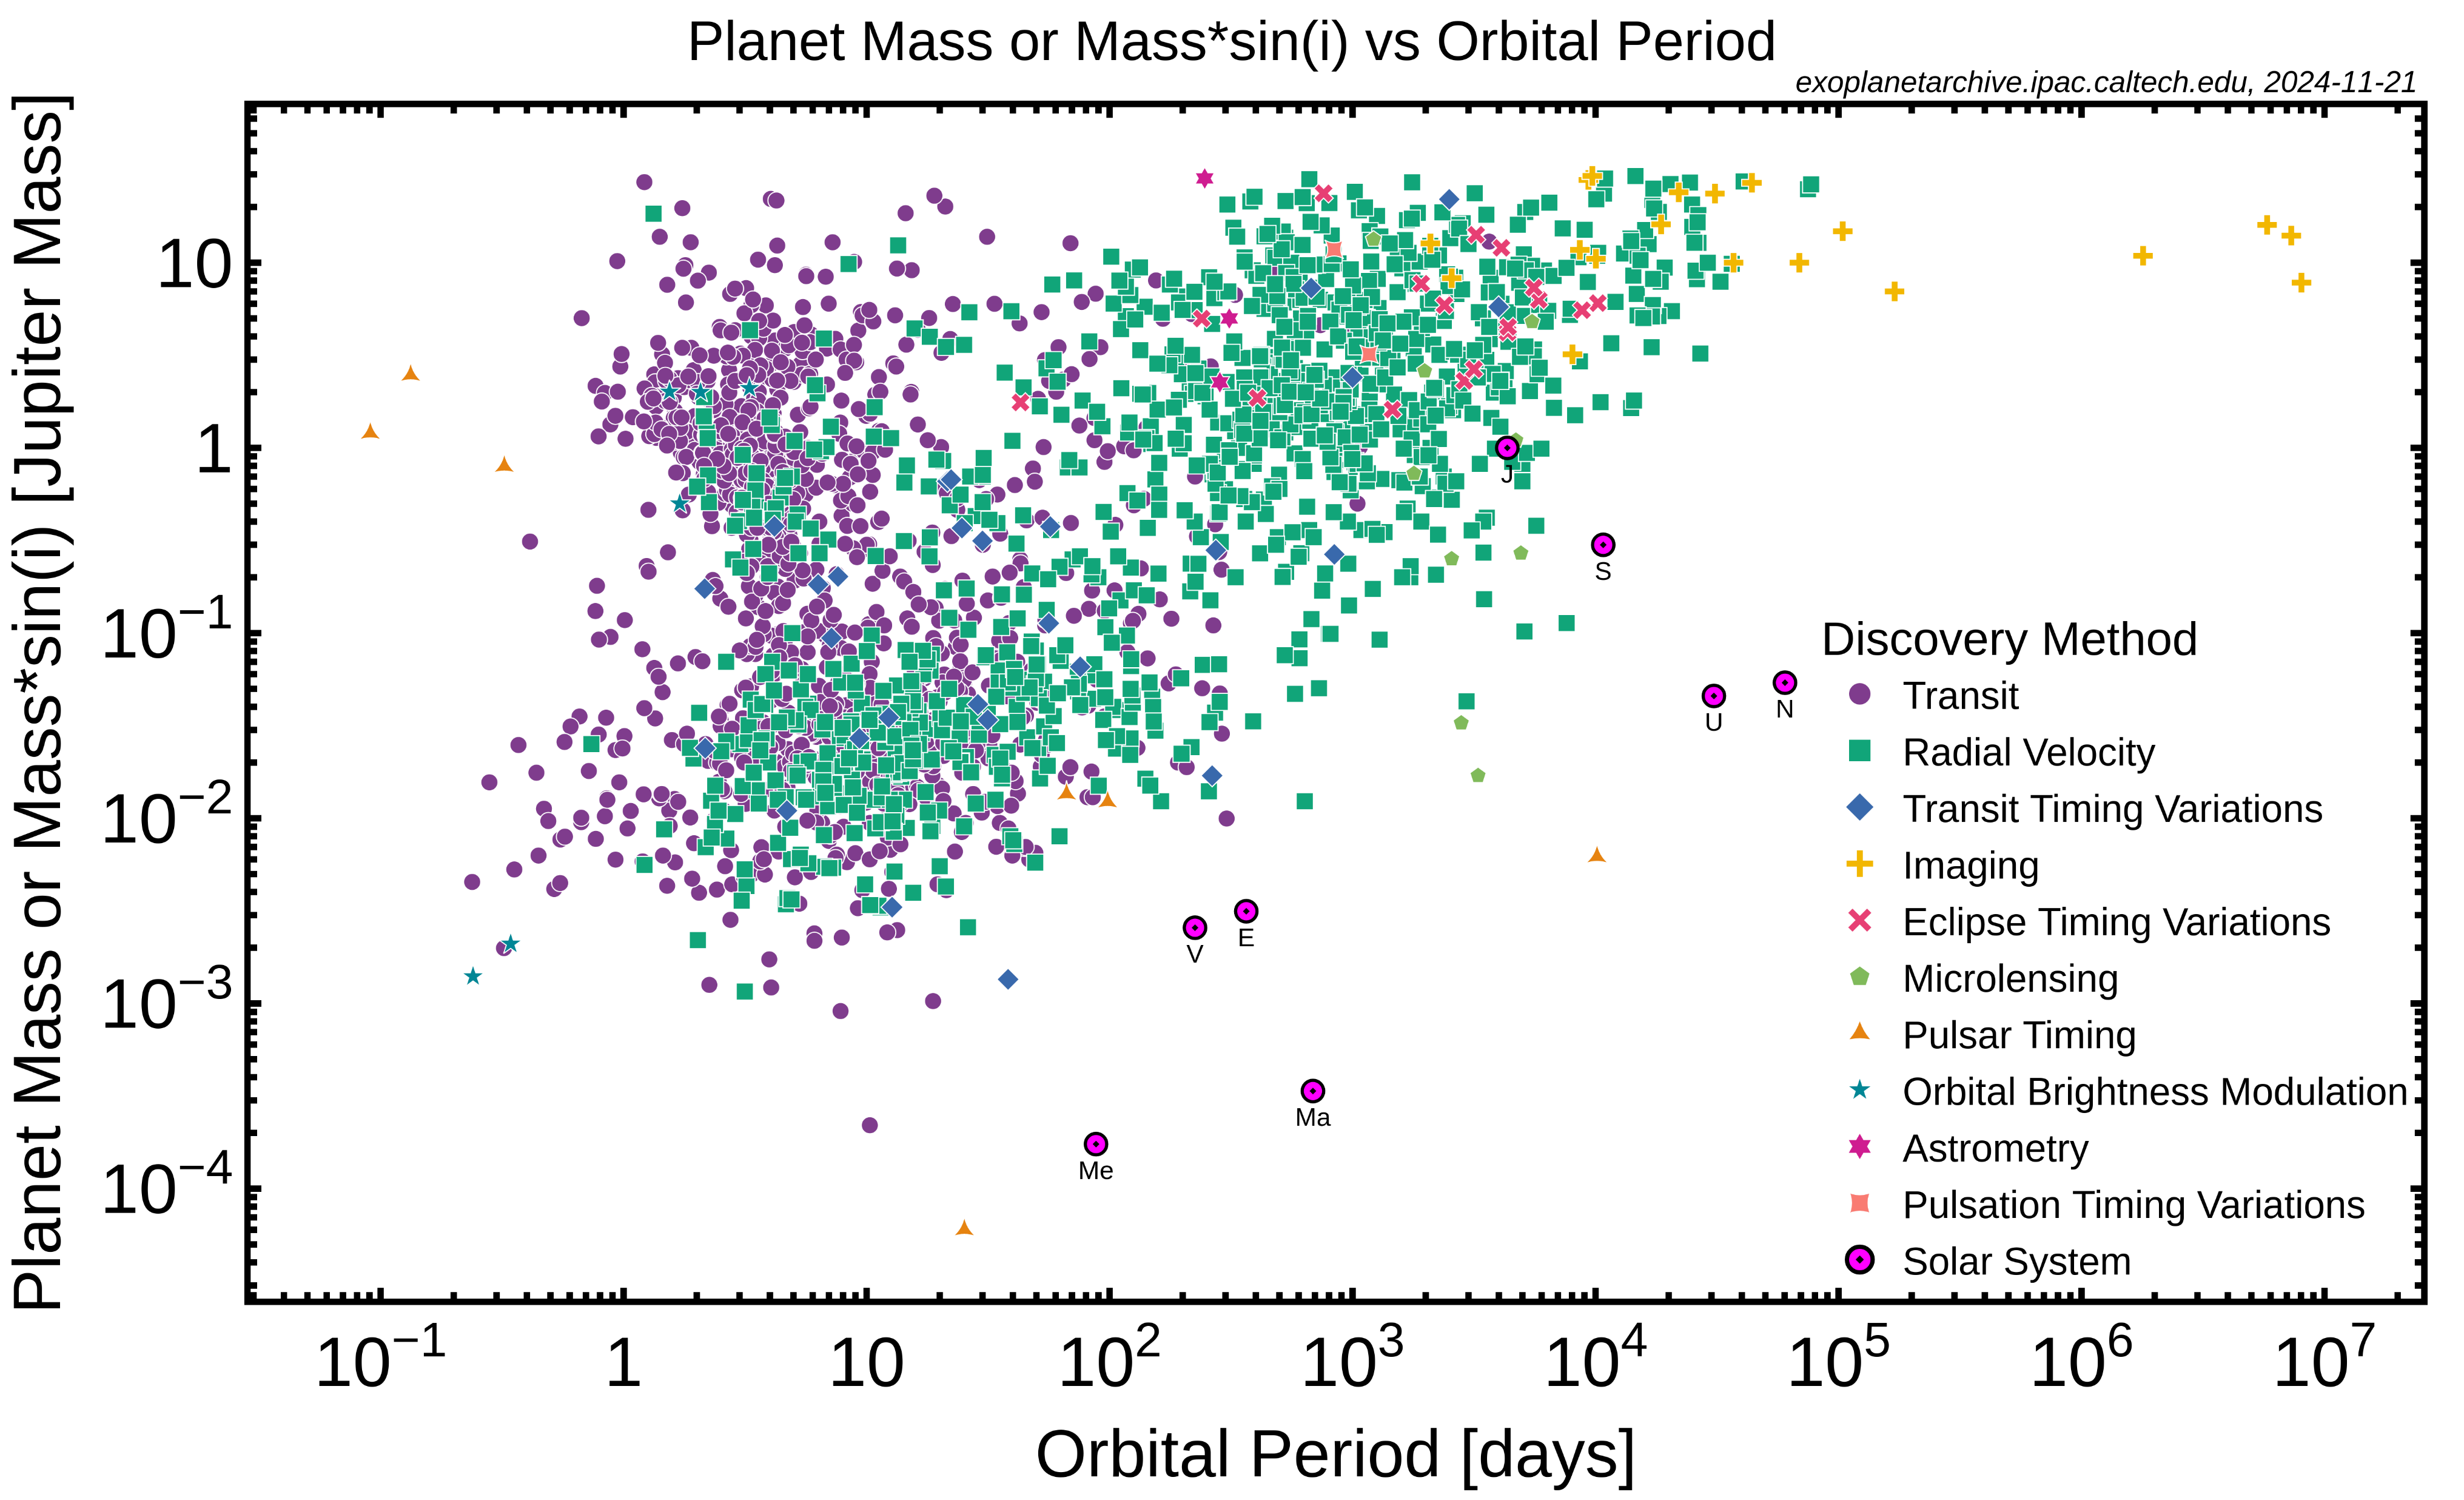 Planet Mass or Mass*sin(i) vs Orbital Period
exoplanetarchive.ipac.caltech.edu, 2024-11-21
Planet Mass or Mass*sin(i) [Jupiter Mass]
10
1
10⁻¹
10⁻²
10⁻³
10⁻⁴
J
S
U
N
V
E
Ma
Me
Discovery Method
Transit
Radial Velocity
Transit Timing Variations
Imaging
Eclipse Timing Variations
Microlensing
Pulsar Timing
Orbital Brightness Modulation
Astrometry
Pulsation Timing Variations
Solar System
10⁻¹ 1 10 10² 10³ 10⁴ 10⁵ 10⁶ 10⁷
Orbital Period [days]